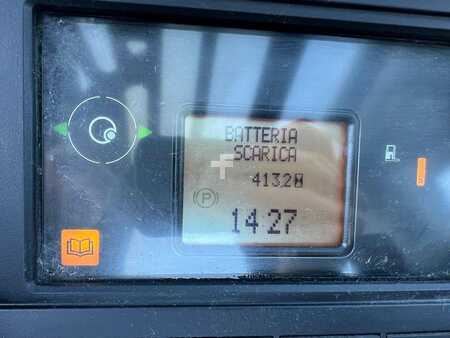 BATTERIA
SCARICA
4132
P
14 27